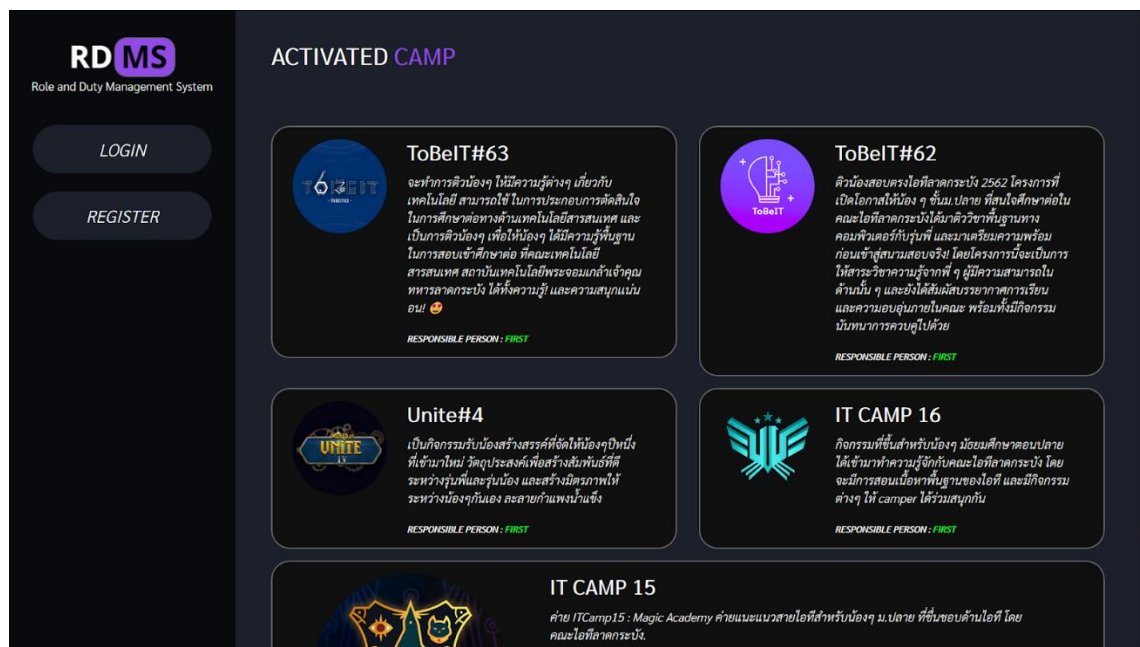 RDMS
Role and Duty Management System
LOGIN
REGISTER
ACTIVATED CAMP
ToBeIT#63
จะทำการติวน้องๆ ให้มีความรู้ต่างๆ เกี่ยวกับ
เทคโนโลยี สามารถใช้ ในการประกอบการตัดสินใจ
ในการศึกษาต่อทางด้านเทคโนโลยีสารสนเทศ และ
เป็นการติวน้องๆ เพื่อให้น้องๆ ได้มีความรู้พื้นฐาน
ในการสอบเข้าศึกษาต่อ ที่คณะเทคโนโลยี
สารสนเทศ สถาบันเทคโนโลยีพระจอมเกล้าเจ้าคุณ
ทหารลาดกระบัง ได้ทั้งความรู้! และความสนุกแน่น
อน! 🤩
RESPONSIBLE PERSON : FIRST
ToBeIT
ToBeIT#62
ติวน้องสอบตรงไอทีลาดกระบัง 2562 โครงการที่
เปิดโอกาสให้น้อง ๆ ชั้นม.ปลาย ที่สนใจศึกษาต่อใน
คณะไอทีลาดกระบังได้มาติววิชาพื้นฐานทาง
คอมพิวเตอร์กับรุ่นพี่ และมาเตรียมความพร้อม
ก่อนเข้าสู่สนามสอบจริง! โดยโครงการนี้จะเป็นการ
ให้สาระวิชาความรู้จากพี่ ๆ ผู้มีความสามารถใน
ด้านนั้น ๆ และยังได้สัมผัสบรรยากาศการเรียน
และความอบอุ่นภายในคณะ พร้อมทั้งมีกิจกรรม
นันทนาการควบคู่ไปด้วย
RESPONSIBLE PERSON : FIRST
UNITE
Unite#4
เป็นกิจกรรมรับน้องสร้างสรรค์ที่จัดให้น้องๆปีหนึ่ง
ที่เข้ามาใหม่ วัตถุประสงค์เพื่อสร้างสัมพันธ์ที่ดี
ระหว่างรุ่นพี่และรุ่นน้อง และสร้างมิตรภาพให้
ระหว่างน้องๆกันเอง ละลายกำแพงน้ำแข็ง
RESPONSIBLE PERSON : FIRST
IT CAMP 16
กิจกรรมที่ขึ้นสำหรับน้องๆ มัธยมศึกษาตอนปลาย
ได้เข้ามาทำความรู้จักกับคณะไอทีลาดกระบัง โดย
จะมีการสอนเนื้อหาพื้นฐานของไอที และมีกิจกรรม
ต่างๆ ให้ camper ได้ร่วมสนุกกัน
RESPONSIBLE PERSON : FIRST
IT CAMP 15
ค่าย ITCamp15 : Magic Academy ค่ายแนะแนวสายไอทีสำหรับน้องๆ ม.ปลาย ที่ชื่นชอบด้านไอที โดย
คณะไอทีลาดกระบัง.